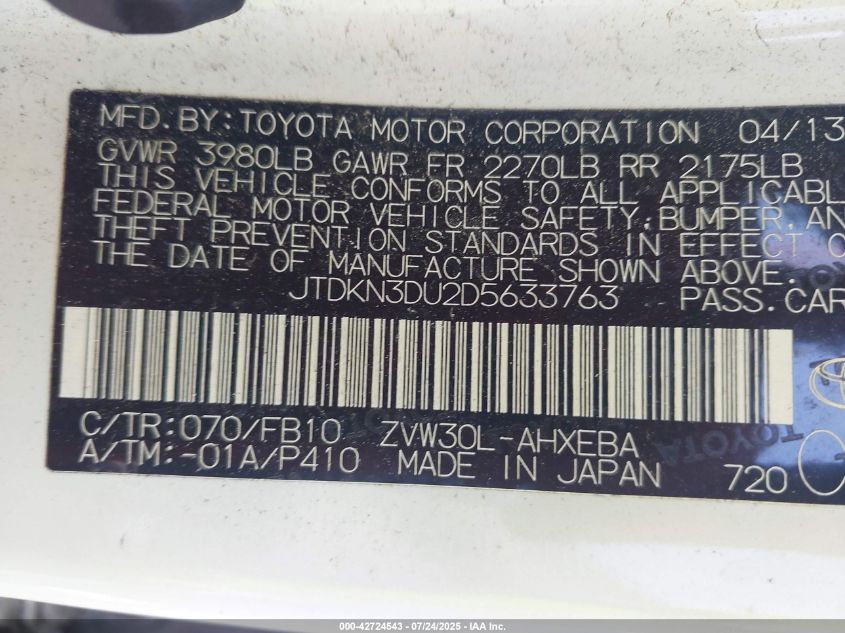 MFD. BY: TOYOTA MOTOR CORPORATION 04/13
GVWR 3980LB GAWR FR 2270LB RR 2175LB
THIS VEHICLE CONFORMS TO ALL APPLICABL
FEDERAL MOTOR VEHICLE SAFETY, BUMPER, AN
THEFT PREVENTION STANDARDS IN EFFECT O
THE DATE OF MANUFACTURE SHOWN ABOVE.
JTDKN3DU2D5633763 PASS. CAR
C/TR: 070/FB10 ZVW30L-AHXEBA
A/TM: -01A/P410 MADE IN JAPAN 720
000-42724543 / 07/24/2025 - IAA Inc.